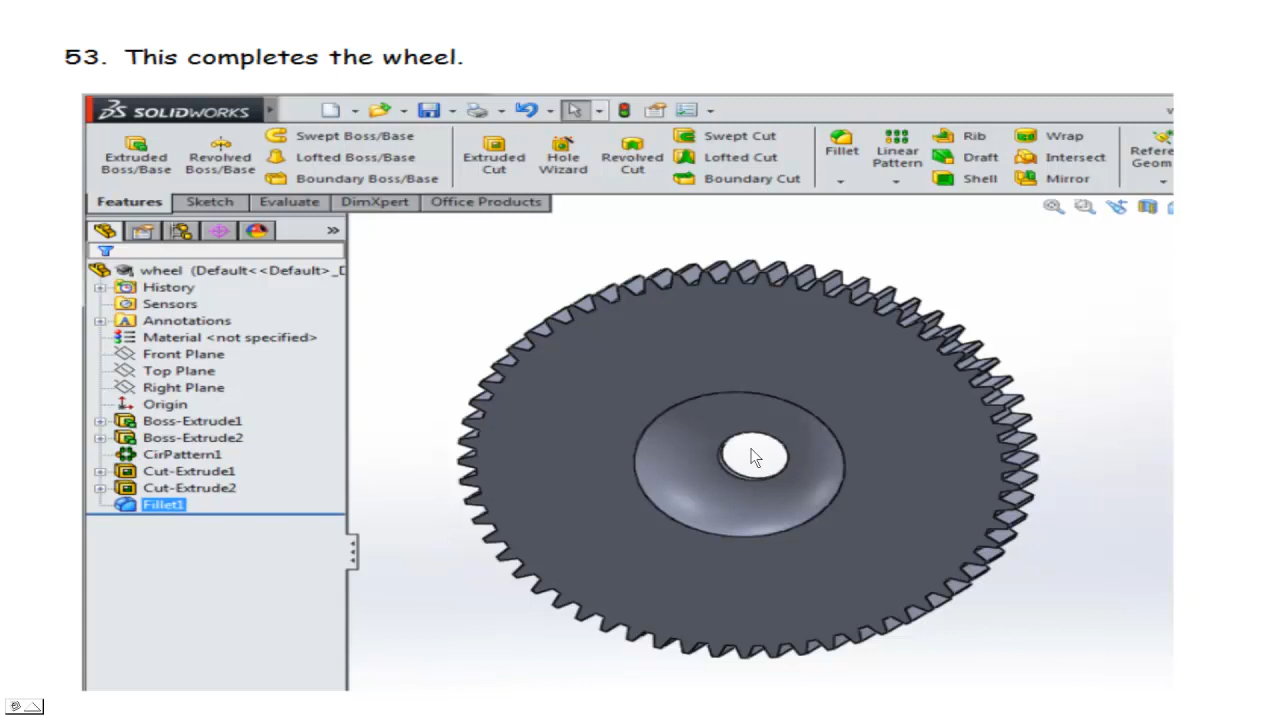 53. This completes the wheel.
SOLIDWORKS
Extruded Boss/Base
Revolved Boss/Base
Swept Boss/Base
Lofted Boss/Base
Boundary Boss/Base
Extruded Cut
Hole Wizard
Revolved Cut
Swept Cut
Lofted Cut
Boundary Cut
Fillet
Linear Pattern
Rib
Draft
Shell
Wrap
Intersect
Mirror
Refere
Geom
Features Sketch Evaluate DimXpert Office Products
wheel (Default<<Default>_D
History
Sensors
Annotations
Material <not specified>
Front Plane
Top Plane
Right Plane
Origin
Boss-Extrude1
Boss-Extrude2
CirPattern1
Cut-Extrude1
Cut-Extrude2
Fillet1